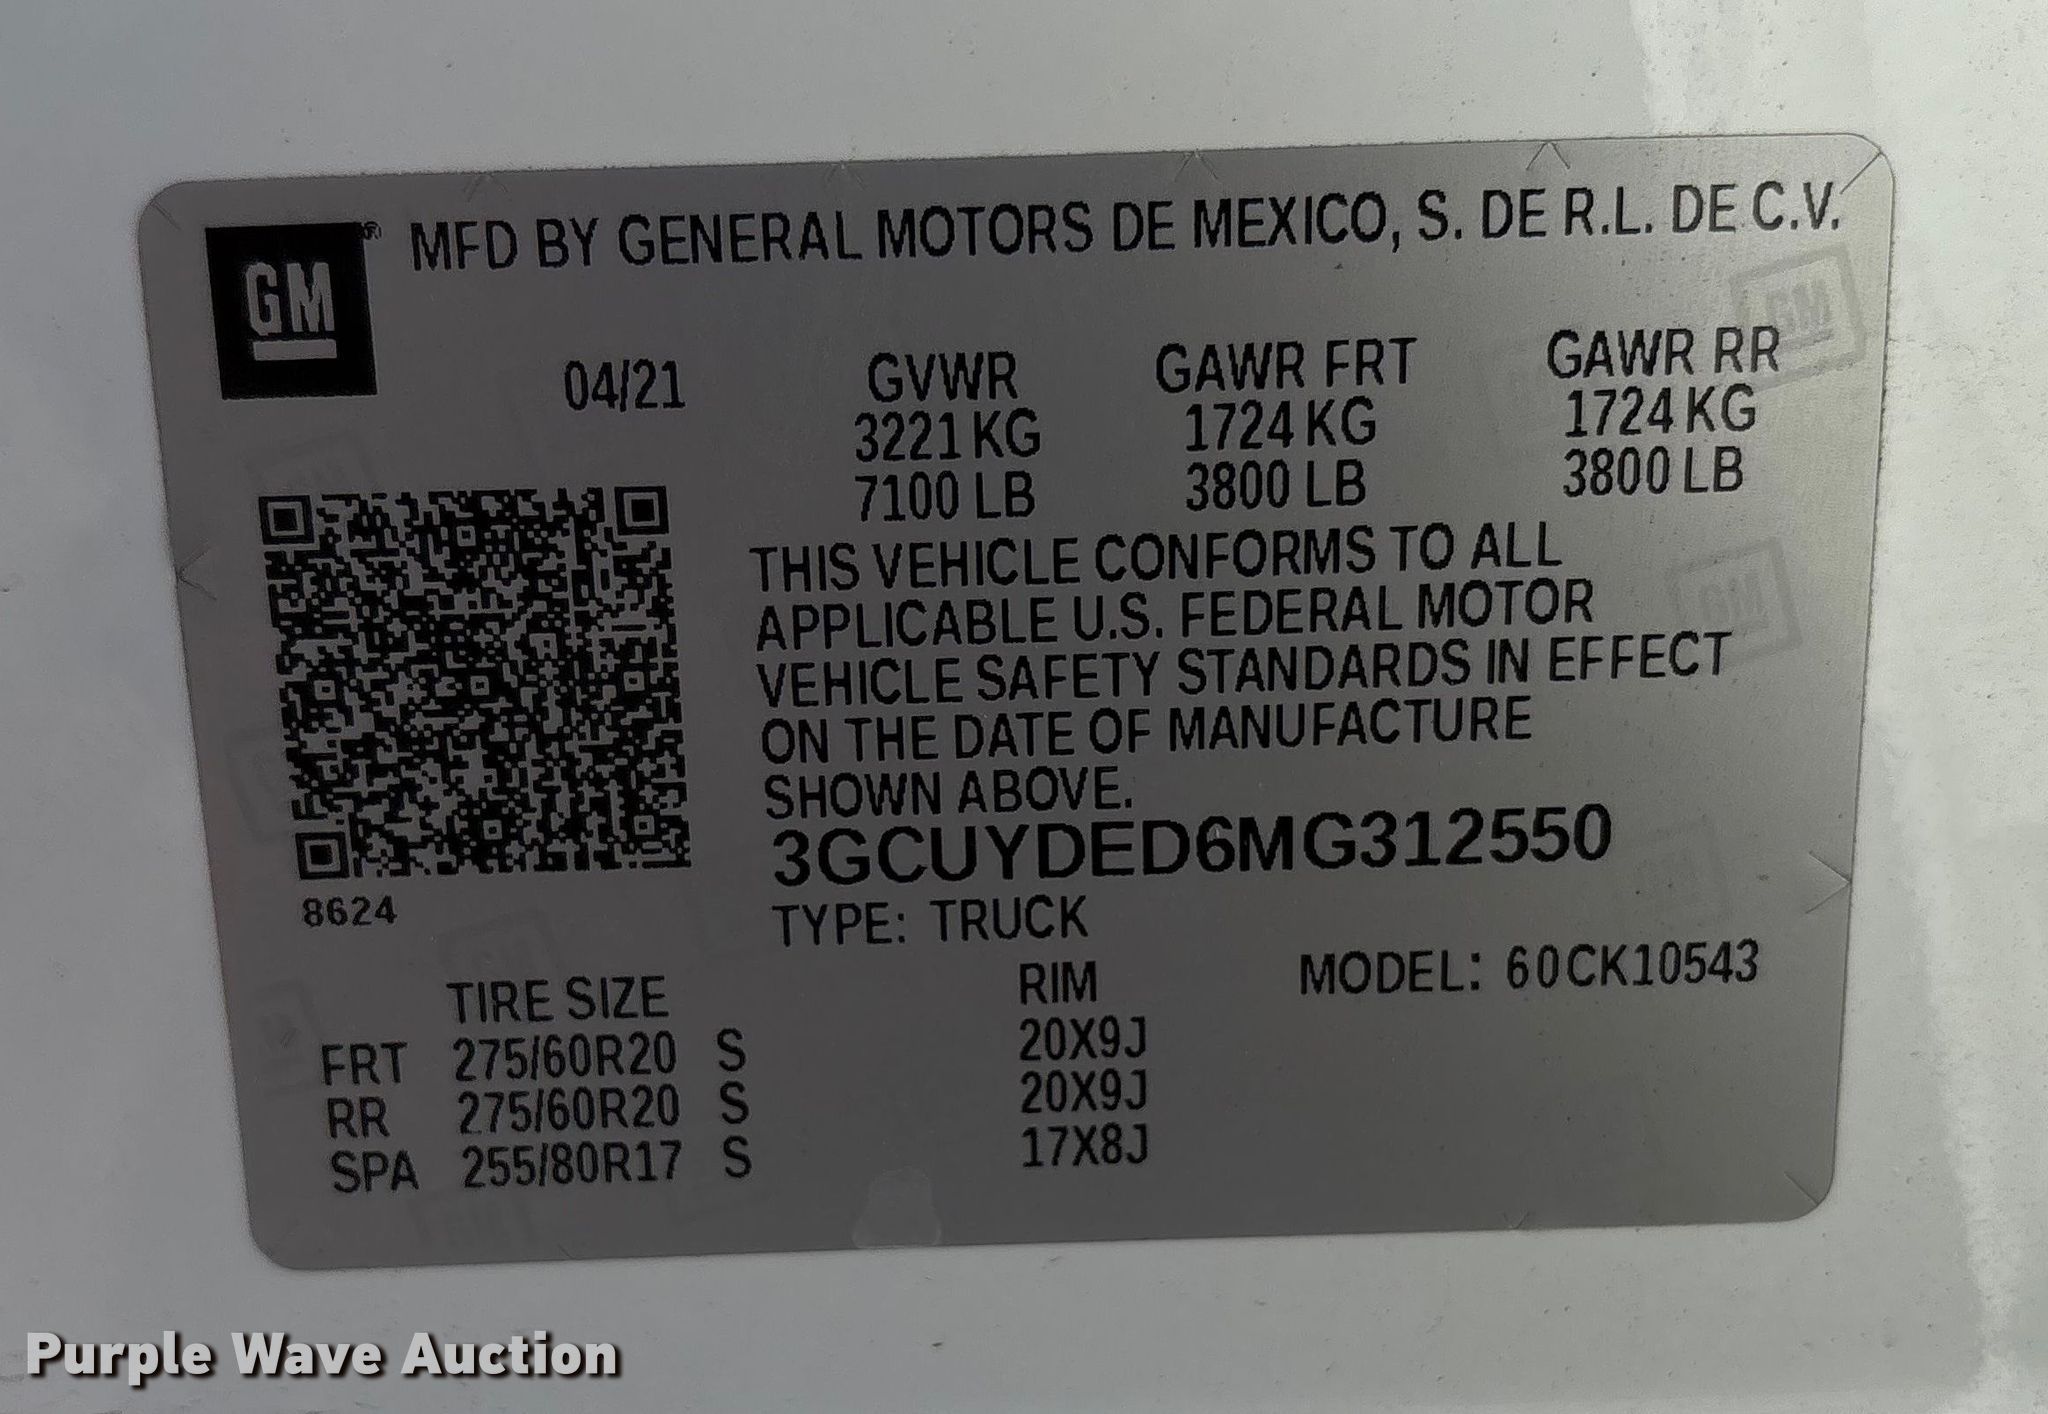 GM ® MFD BY GENERAL MOTORS DE MEXICO, S. DE R.L. DE C.V.
04/21 GVWR GAWR FRT GAWR RR
3221 KG 1724 KG 1724 KG
7100 LB 3800 LB 3800 LB
THIS VEHICLE CONFORMS TO ALL
APPLICABLE U.S. FEDERAL MOTOR
VEHICLE SAFETY STANDARDS IN EFFECT
ON THE DATE OF MANUFACTURE
SHOWN ABOVE.
3GCUYDED6MG312550
8624
TYPE: TRUCK
TIRE SIZE RIM MODEL: 60CK10543
FRT 275/60R20 S 20X9J
RR 275/60R20 S 20X9J
SPA 255/80R17 S 17X8J
Purple Wave Auction